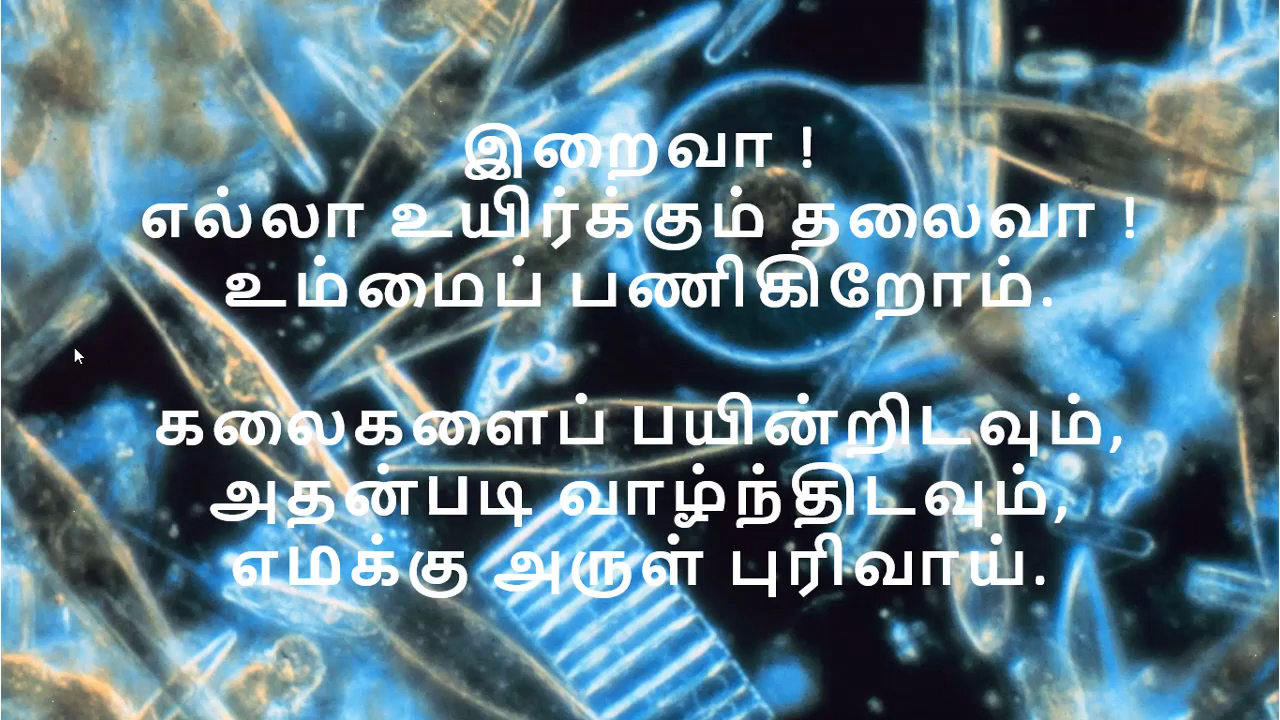 இறைவா !
எல்லா உயிர்க்கும் தலைவா !
உம்மைப் பணிகிறோம்.
கலைகளைப் பயின்றிடவும்,
அதன்படி வாழ்ந்திடவும்,
எமக்கு அருள் புரிவாய்.